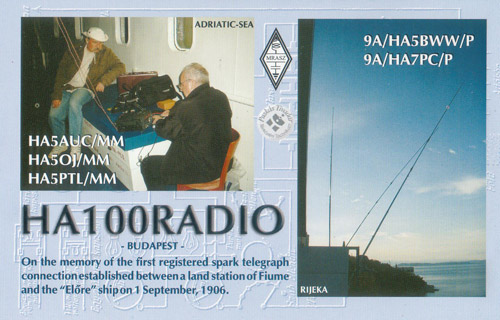 ADRIATIC-SEA
MRASZ
HA5AUC/MM
HA5OJ/MM
HA5PTL/MM
9A/HA5BWW/P
9A/HA7PC/P
HA100RADIO
- BUDAPEST -
On the memory of the first registered spark telegraph
connection established between a land station of Fiume
and the "Előre" ship on 1 September, 1906.
RIJEKA